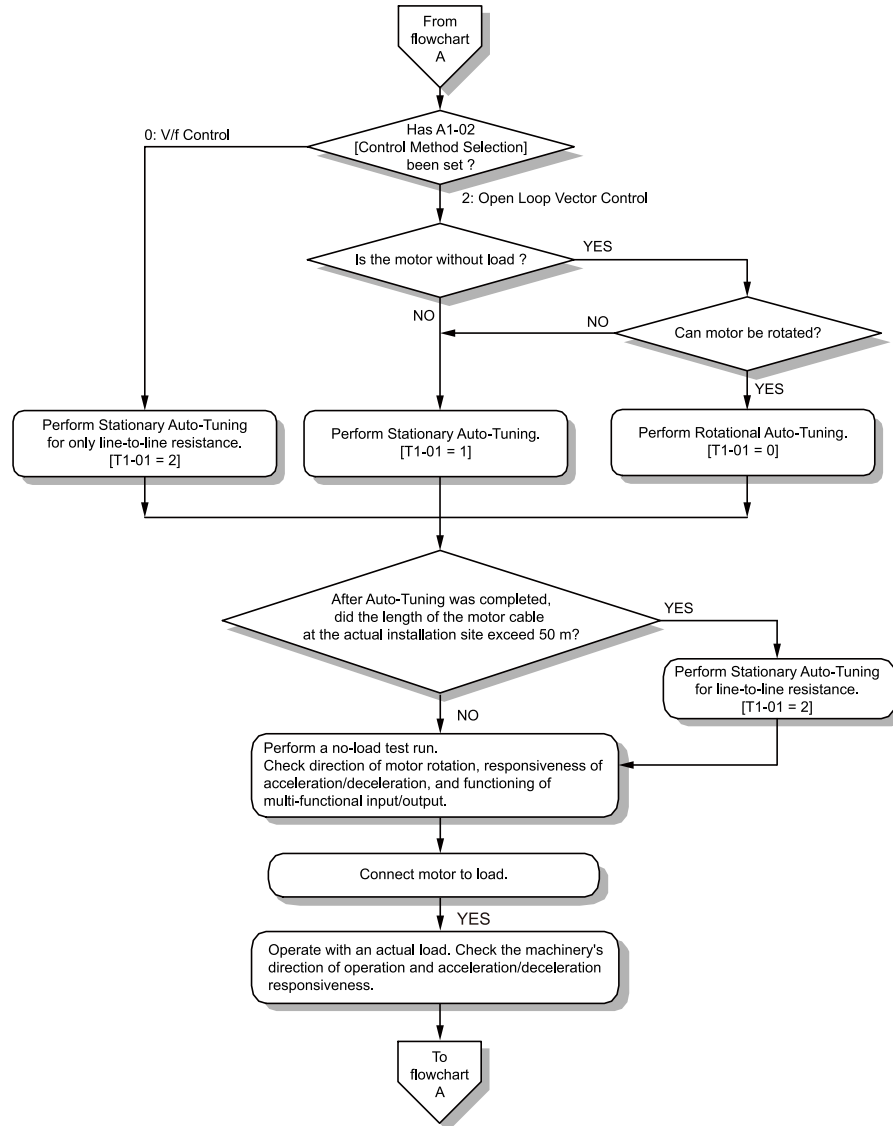 From
flowchart
A
Has A1-02
[Control Method Selection]
been set ?
0: V/f Control
2: Open Loop Vector Control
Is the motor without load ?
YES
NO
NO
Can motor be rotated?
YES
Perform Stationary Auto-Tuning
for only line-to-line resistance.
[T1-01 = 2]
Perform Stationary Auto-Tuning.
[T1-01 = 1]
Perform Rotational Auto-Tuning.
[T1-01 = 0]
After Auto-Tuning was completed,
did the length of the motor cable
at the actual installation site exceed 50 m?
YES
Perform Stationary Auto-Tuning
for line-to-line resistance.
[T1-01 = 2]
NO
Perform a no-load test run.
Check direction of motor rotation, responsiveness of
acceleration/deceleration, and functioning of
multi-functional input/output.
Connect motor to load.
YES
Operate with an actual load. Check the machinery's
direction of operation and acceleration/deceleration
responsiveness.
To
flowchart
A